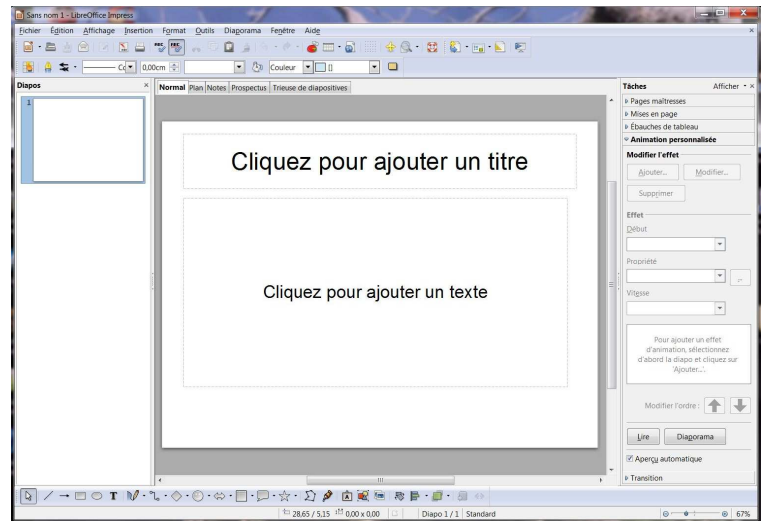 Sans nom 1 - LibreOffice Impress
Fichier Édition Affichage Insertion Format Outils Diaporama Fenêtre Aide
0,00cm Couleur
Diapos
Normal Plan Notes Prospectus Trieuse de diapositives
Tâches Afficher
1
Pages maîtresses
Mises en page
Ébauches de tableau
Animation personnalisée
Modifier l'effet
Ajouter... Modifier...
Supprimer
Effet
Début
Propriété
Vitesse
Cliquez pour ajouter un titre
Cliquez pour ajouter un texte
Pour ajouter un effet
d'animation, sélectionnez
d'abord la diapo et cliquez sur
'Ajouter...'.
Modifier l'ordre :
Lire Diaporama
Aperçu automatique
Transition
28,65 / 5,15 0,00 x 0,00 Diapo 1 / 1 Standard 67%